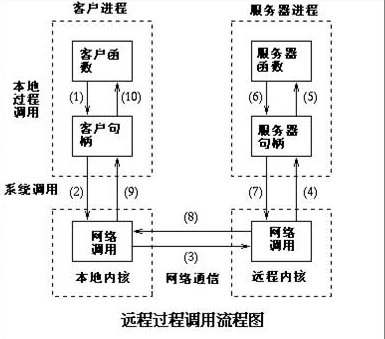 客户进程
服务器进程
客户函
数
服务器
函数
本地
过程
调用
(1)
(10)
(6)
(5)
客户句
柄
服务器
句柄
系统调用
(2)
(9)
(7)
(4)
(8)
网络
调用
(3)
网络
调用
本地内核
网络通信
远程内核
远程过程调用流程图